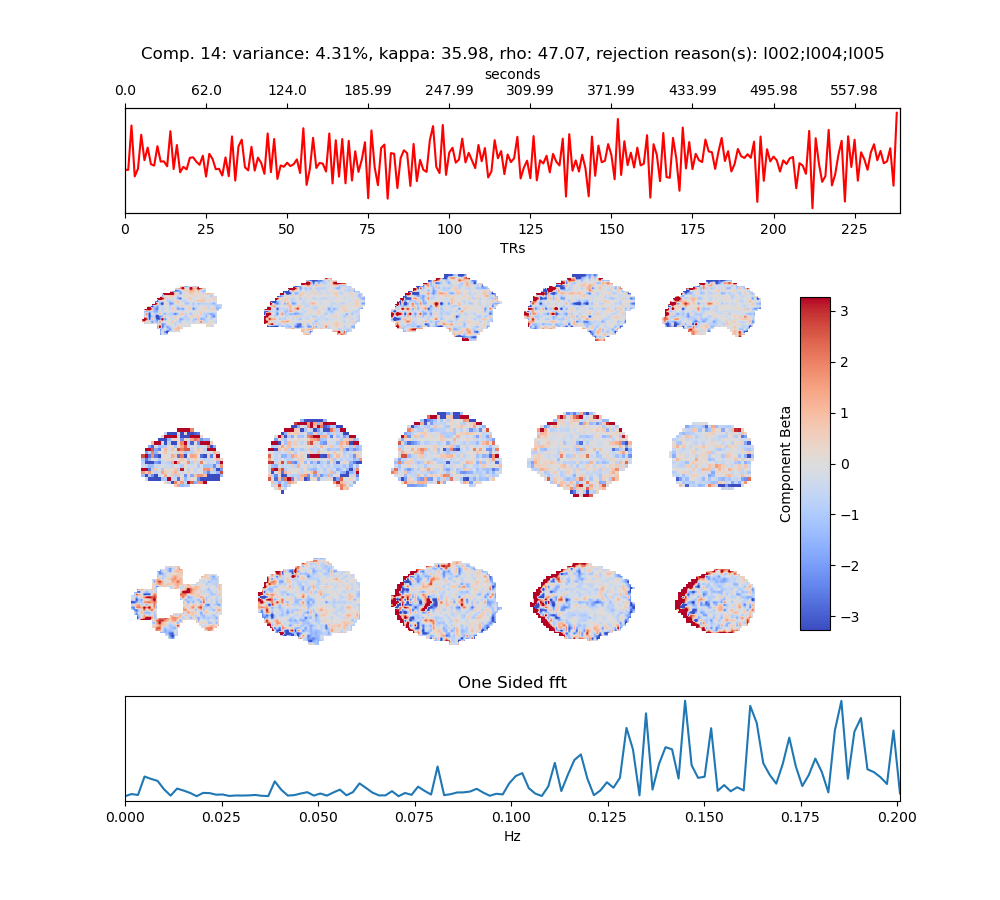 Comp. 14: variance: 4.31%, kappa: 35.98, rho: 47.07, rejection reason(s): I002;I004;I005
seconds
0.0 62.0 124.0 185.99 247.99 309.99 371.99 433.99 495.98 557.98
0 25 50 75 100 125 150 175 200 225
TRs
3
2
1
0
−1
−2
−3
Component Beta
One Sided fft
0.000 0.025 0.050 0.075 0.100 0.125 0.150 0.175 0.200
Hz